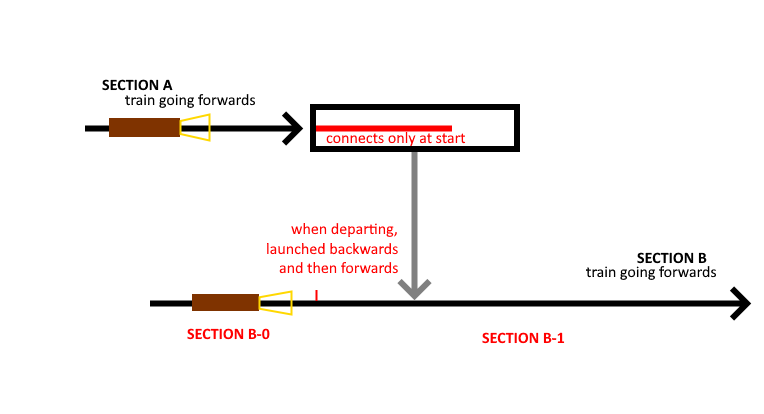 SECTION A
train going forwards
connects only at start
when departing,
launched backwards
and then forwards
SECTION B
train going forwards
SECTION B-0
SECTION B-1